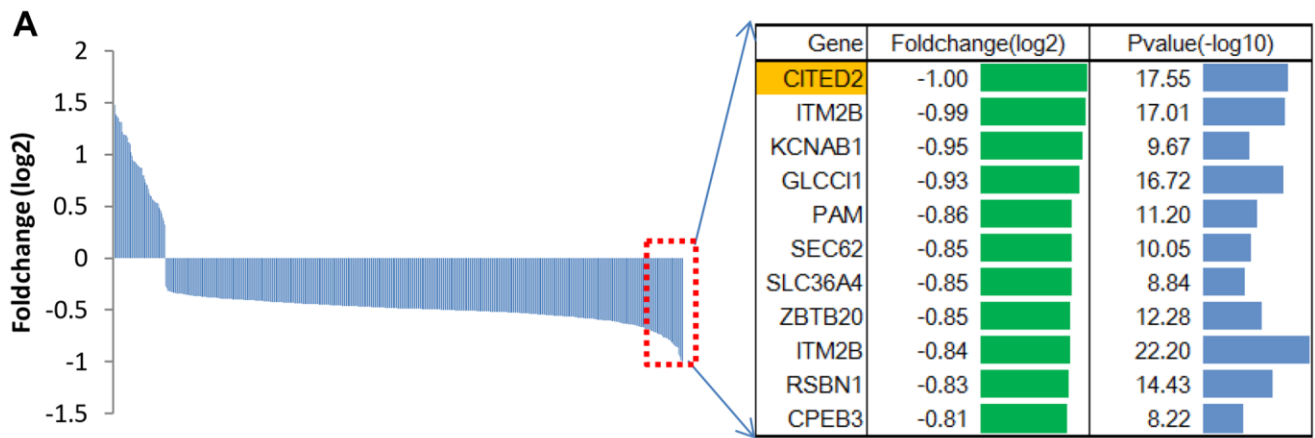 A
Foldchange (log2)
2
1.5
1
0.5
0
-0.5
-1
-1.5
Gene Foldchange(log2) Pvalue(-log10)
CITED2 -1.00 17.55
ITM2B -0.99 17.01
KCNAB1 -0.95 9.67
GLCCI1 -0.93 16.72
PAM -0.86 11.20
SEC62 -0.85 10.05
SLC36A4 -0.85 8.84
ZBTB20 -0.85 12.28
ITM2B -0.84 22.20
RSBN1 -0.83 14.43
CPEB3 -0.81 8.22